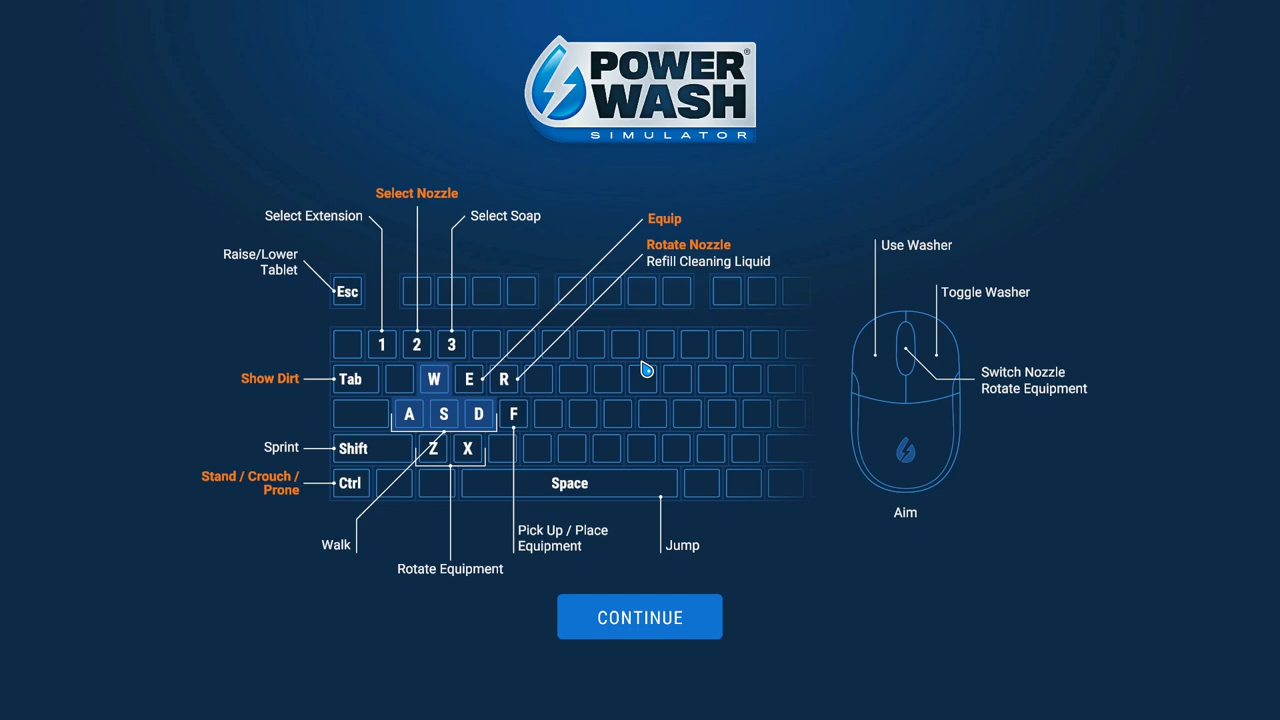 POWER
WASH
SIMULATOR
®
Select Nozzle
Select Extension
Select Soap
Equip
Rotate Nozzle
Refill Cleaning Liquid
Raise/Lower
Tablet
Use Washer
Toggle Washer
Switch Nozzle
Rotate Equipment
Esc
1 2 3
Show Dirt
Tab W E R
A S D F
Sprint
Shift Z X
Stand / Crouch /
Prone
Ctrl Space
Aim
Walk
Pick Up / Place
Equipment
Jump
Rotate Equipment
CONTINUE